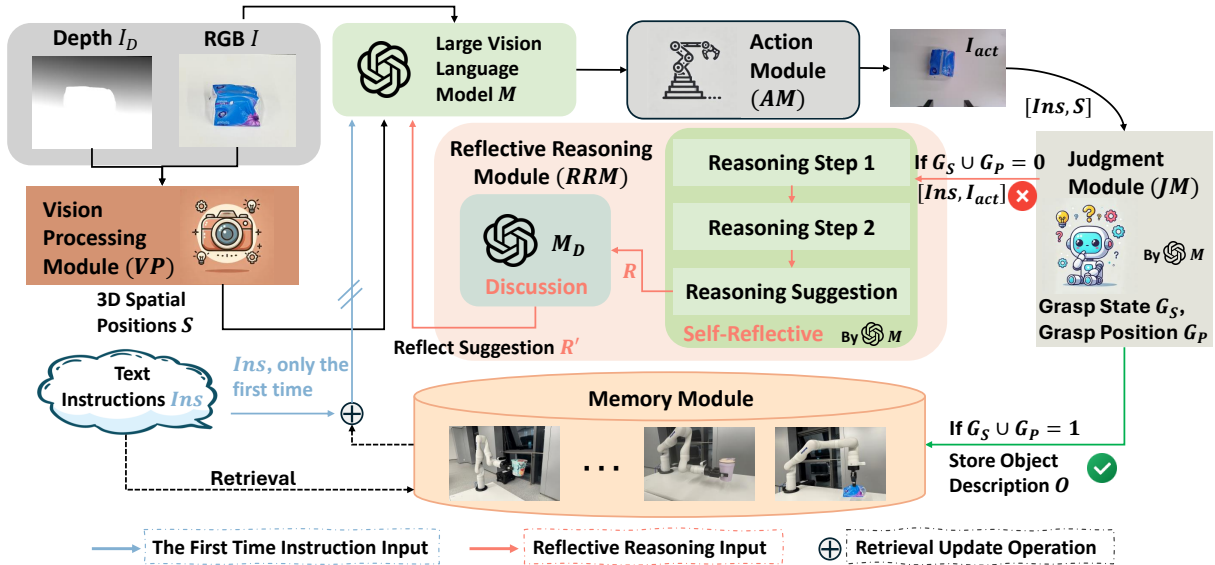 Depth I_D
RGB I
Large Vision
Language
Model M
Action
Module
(AM)
I_act
[Ins, S]
Vision
Processing
Module (VP)
3D Spatial
Positions S
Reflective Reasoning
Module (RRM)
M_D
Discussion
Reflect Suggestion R'
R
Reasoning Step 1
Reasoning Step 2
Reasoning Suggestion
Self-Reflective
By M
If G_S ∪ G_P = 0
[Ins, I_act]
Judgment
Module (JM)
By M
Grasp State G_S,
Grasp Position G_P
Text
Instructions Ins
Ins, only the
first time
Retrieval
Memory Module
...
If G_S ∪ G_P = 1
Store Object
Description O
The First Time Instruction Input
Reflective Reasoning Input
Retrieval Update Operation